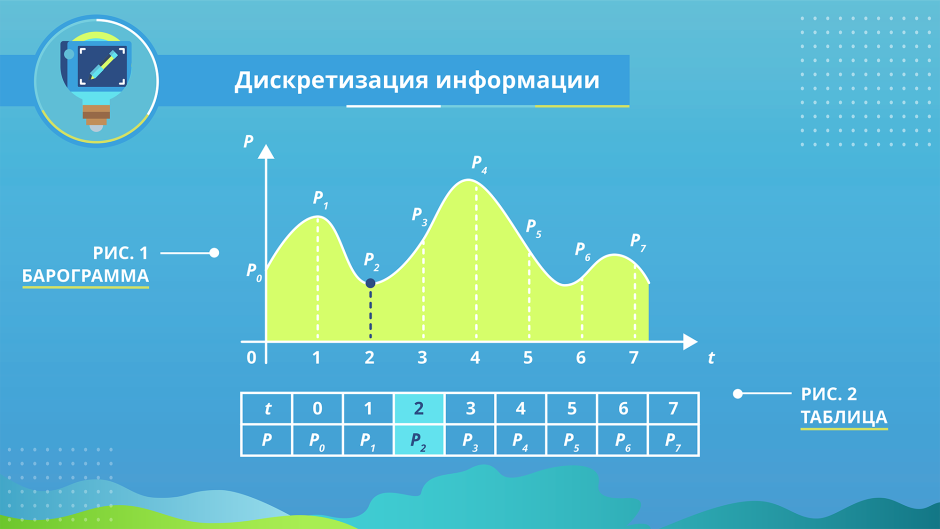 Дискретизация информации
P
P4
P1
P3
P5
P6
P7
P2
P0
РИС. 1
БАРОГРАММА
0 1 2 3 4 5 6 7 t
РИС. 2
ТАБЛИЦА
t 0 1 2 3 4 5 6 7
P P0 P1 P2 P3 P4 P5 P6 P7